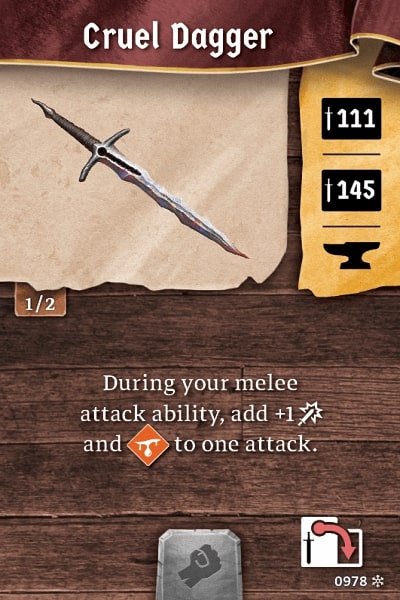 Cruel Dagger
111
145
1/2
During your melee
attack ability, add +1
and to one attack.
0978